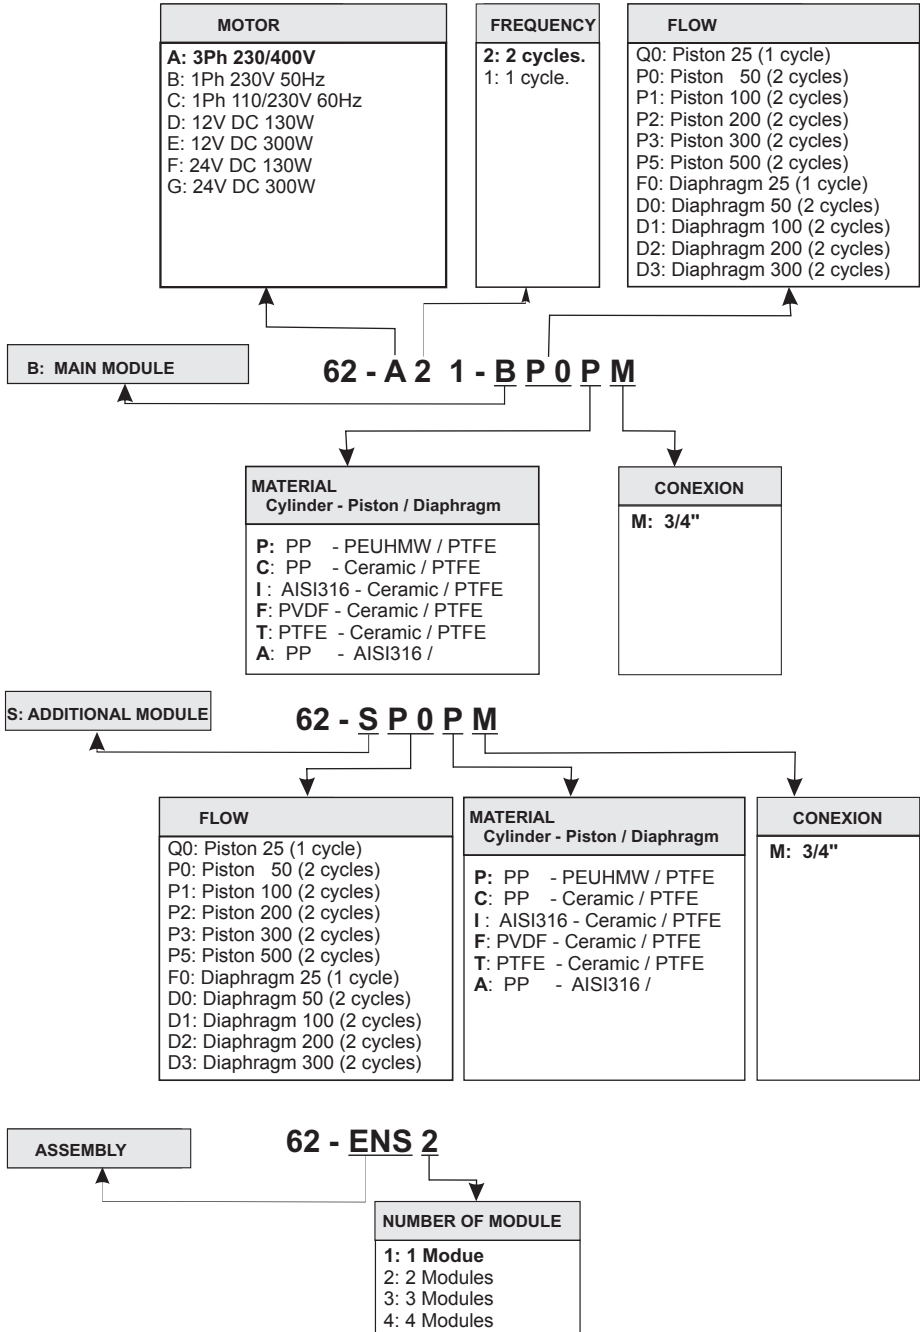 MOTOR
A: 3Ph 230/400V
B: 1Ph 230V 50Hz
C: 1Ph 110/230V 60Hz
D: 12V DC 130W
E: 12V DC 300W
F: 24V DC 130W
G: 24V DC 300W
FREQUENCY
2: 2 cycles.
1: 1 cycle.
FLOW
Q0: Piston 25 (1 cycle)
P0: Piston 50 (2 cycles)
P1: Piston 100 (2 cycles)
P2: Piston 200 (2 cycles)
P3: Piston 300 (2 cycles)
P5: Piston 500 (2 cycles)
F0: Diaphragm 25 (1 cycle)
D0: Diaphragm 50 (2 cycles)
D1: Diaphragm 100 (2 cycles)
D2: Diaphragm 200 (2 cycles)
D3: Diaphragm 300 (2 cycles)
B: MAIN MODULE
62 - A 2 1 - B P 0 P M
MATERIAL
Cylinder - Piston / Diaphragm
P: PP - PEUHMW / PTFE
C: PP - Ceramic / PTFE
I : AISI316 - Ceramic / PTFE
F: PVDF - Ceramic / PTFE
T: PTFE - Ceramic / PTFE
A: PP - AISI316 /
CONEXION
M: 3/4"
S: ADDITIONAL MODULE
62 - S P 0 P M
FLOW
Q0: Piston 25 (1 cycle)
P0: Piston 50 (2 cycles)
P1: Piston 100 (2 cycles)
P2: Piston 200 (2 cycles)
P3: Piston 300 (2 cycles)
P5: Piston 500 (2 cycles)
F0: Diaphragm 25 (1 cycle)
D0: Diaphragm 50 (2 cycles)
D1: Diaphragm 100 (2 cycles)
D2: Diaphragm 200 (2 cycles)
D3: Diaphragm 300 (2 cycles)
MATERIAL
Cylinder - Piston / Diaphragm
P: PP - PEUHMW / PTFE
C: PP - Ceramic / PTFE
I : AISI316 - Ceramic / PTFE
F: PVDF - Ceramic / PTFE
T: PTFE - Ceramic / PTFE
A: PP - AISI316 /
CONEXION
M: 3/4"
ASSEMBLY
62 - ENS 2
NUMBER OF MODULE
1: 1 Modue
2: 2 Modules
3: 3 Modules
4: 4 Modules